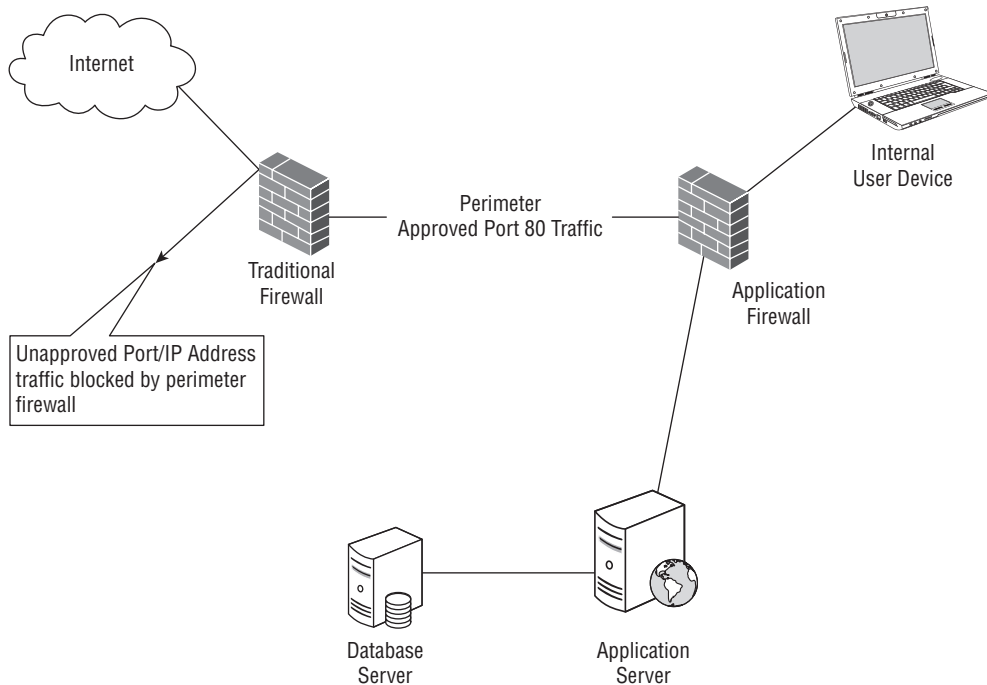 Internet
Internal
User Device
Perimeter
Approved Port 80 Traffic
Traditional
Firewall
Application
Firewall
Unapproved Port/IP Address
traffic blocked by perimeter
firewall
Database
Server
Application
Server